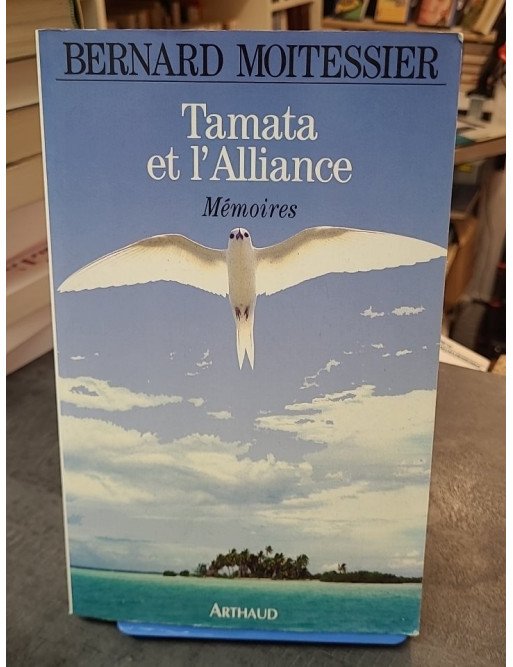 BERNARD MOITESSIER
Tamata
et l'Alliance
Mémoires
ARTHAUD